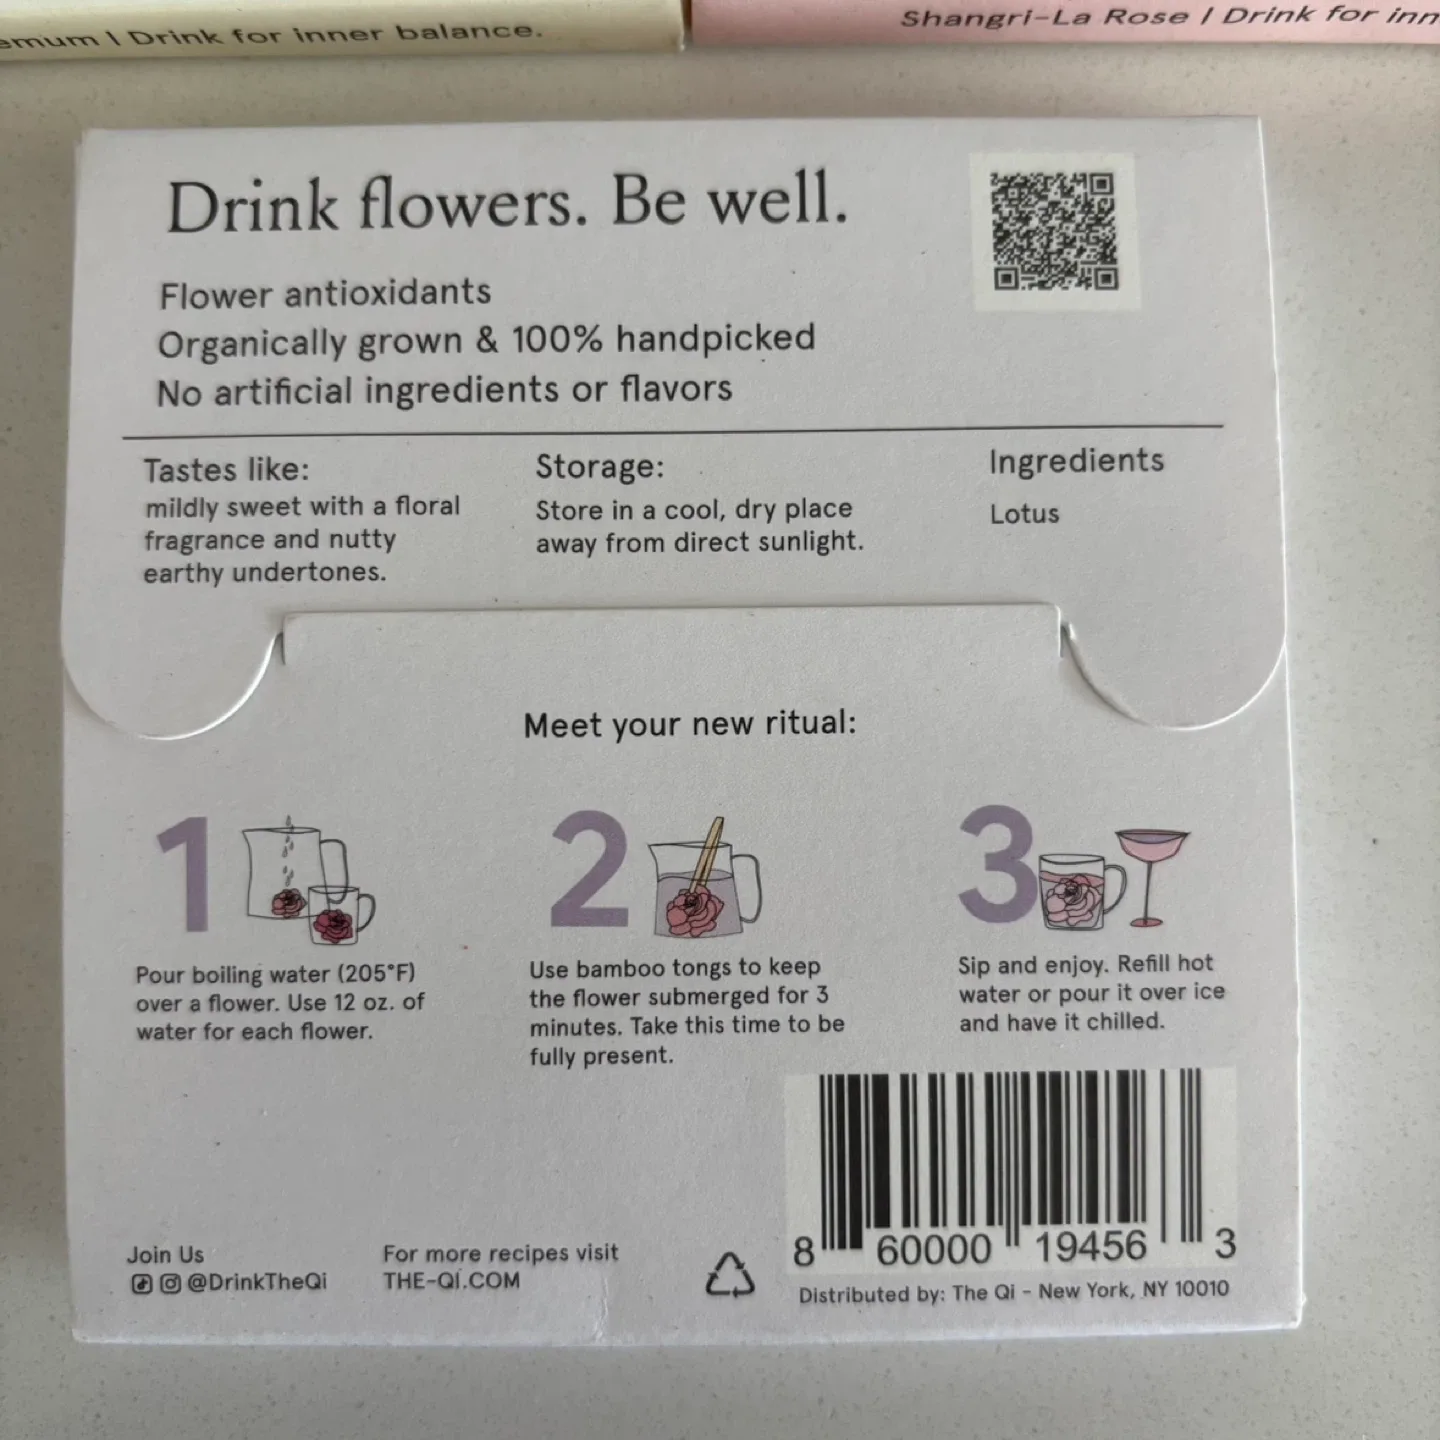 Drink for inner balance.
Shangri-La Rose | Drink for
Drink flowers. Be well.
Flower antioxidants
Organically grown & 100% handpicked
No artificial ingredients or flavors
Tastes like:
mildly sweet with a floral
fragrance and nutty
earthy undertones.
Storage:
Store in a cool, dry place
away from direct sunlight.
Ingredients
Lotus
Meet your new ritual:
1
Pour boiling water (205°F)
over a flower. Use 12 oz. of
water for each flower.
2
Use bamboo tongs to keep
the flower submerged for 3
minutes. Take this time to be
fully present.
3
Sip and enjoy. Refill hot
water or pour it over ice
and have it chilled.
Join Us
@DrinkTheQi
For more recipes visit
THE-QI.COM
8 60000 19456 3
Distributed by: The Qi - New York, NY 10010